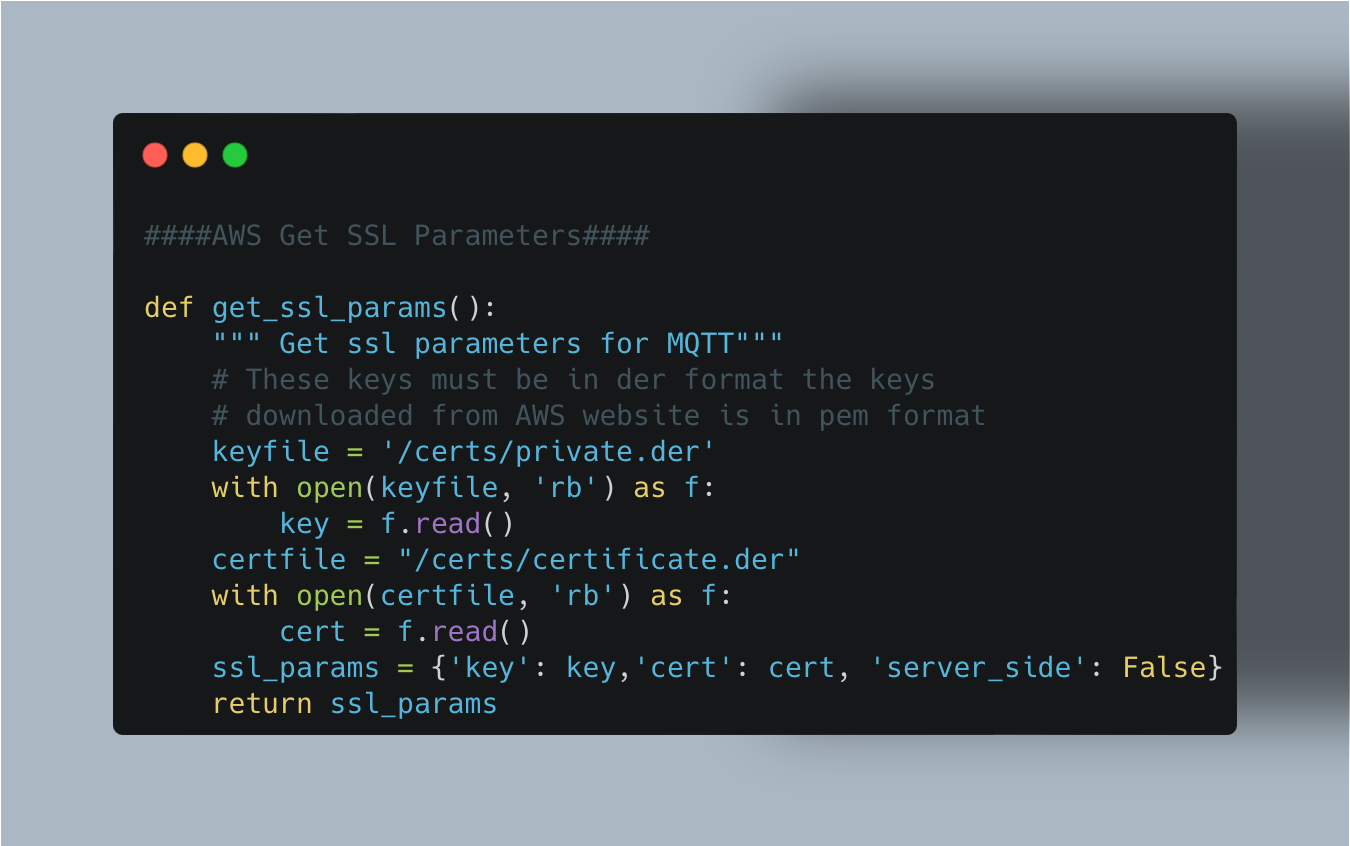 ####AWS Get SSL Parameters####

def get_ssl_params():
    """ Get ssl parameters for MQTT"""
    # These keys must be in der format the keys
    # downloaded from AWS website is in pem format
    keyfile = '/certs/private.der'
    with open(keyfile, 'rb') as f:
        key = f.read()
    certfile = "/certs/certificate.der"
    with open(certfile, 'rb') as f:
        cert = f.read()
    ssl_params = {'key': key,'cert': cert, 'server_side': False}
    return ssl_params